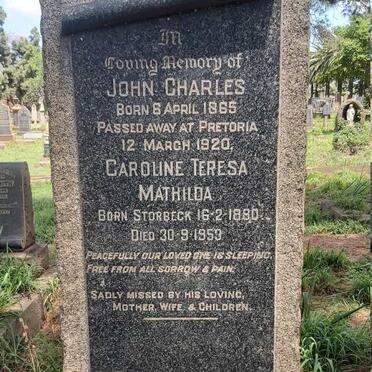 In
Loving Memory of
JOHN CHARLES
BORN 6 APRIL 1865
PASSED AWAY AT PRETORIA
12 MARCH 1920.
CAROLINE TERESA
MATHILDA
BORN STORBECK 16-2-1880.
DIED 30-9-1953
PEACEFULLY OUR LOVED ONE IS SLEEPING,
FREE FROM ALL SORROW & PAIN.
SADLY MISSED BY HIS LOVING,
MOTHER, WIFE, & CHILDREN.